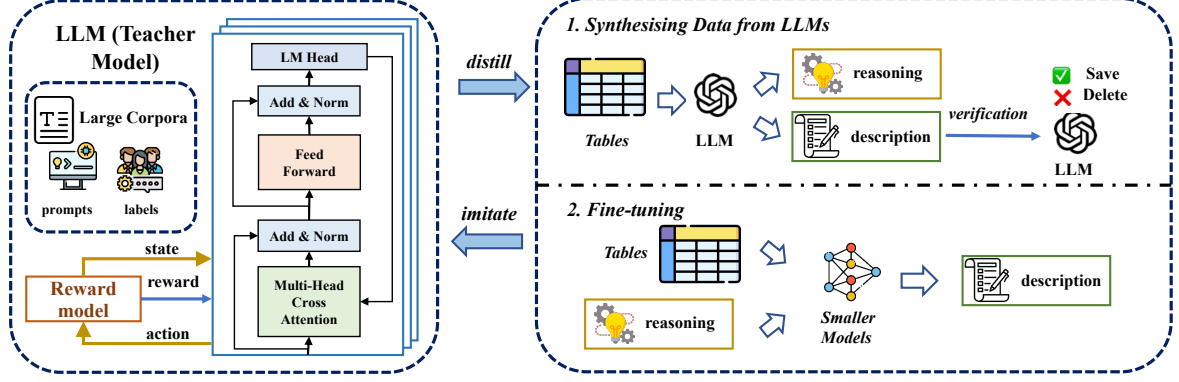 LLM (Teacher
Model)
T
Large Corpora
prompts
labels
state
Reward
model
reward
action
LM Head
Add & Norm
Feed
Forward
Add & Norm
Multi-Head
Cross
Attention
distill
imitate
1. Synthesising Data from LLMs
Tables
LLM
reasoning
description
verification
Save
Delete
LLM
2. Fine-tuning
Tables
reasoning
Smaller
Models
description